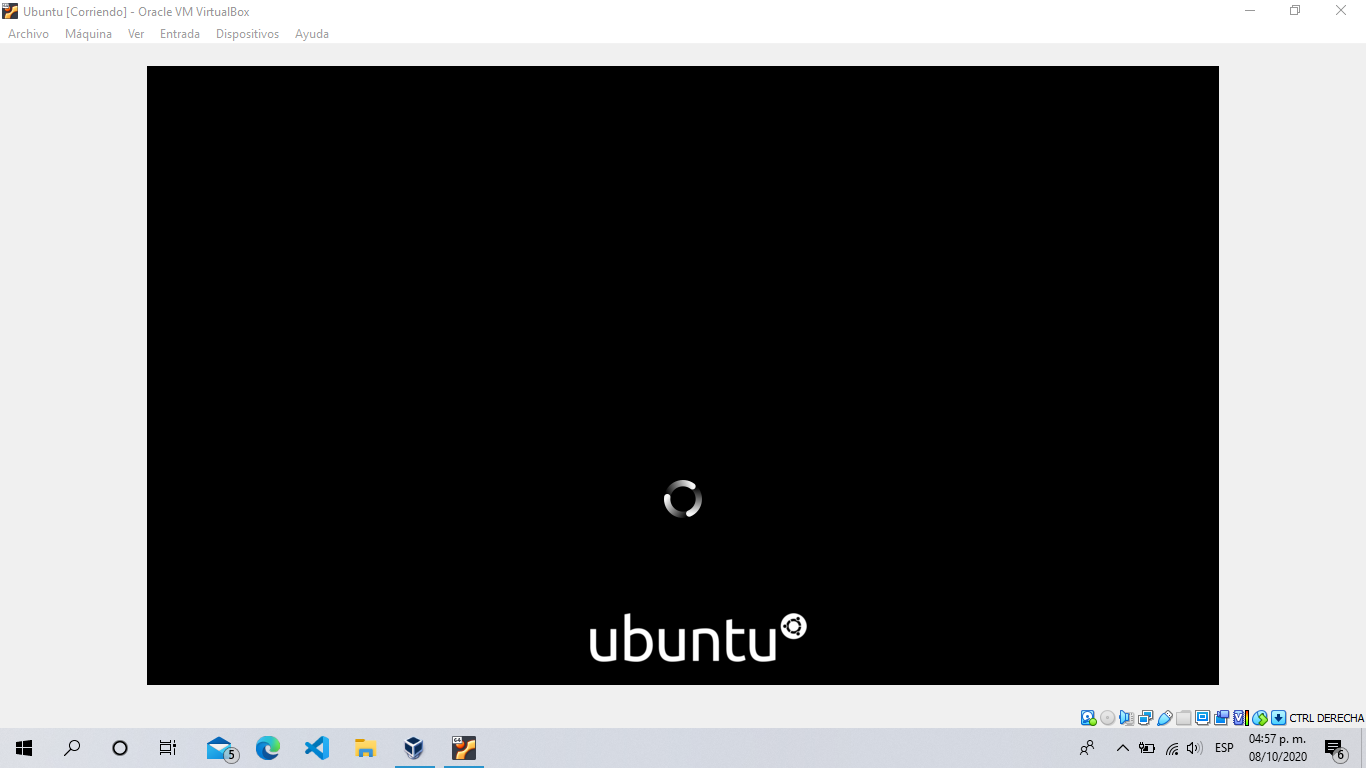 Ubuntu [Corriendo] - Oracle VM VirtualBox
Archivo Máquina Ver Entrada Dispositivos Ayuda
ubuntu
CTRL DERECHA
5
ESP
04:57 p. m.
08/10/2020
6